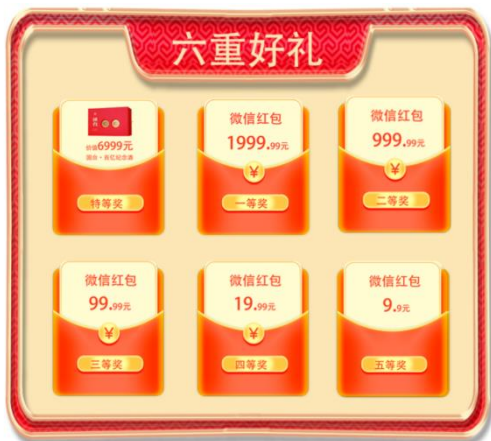 六重好礼
价值6999元
微信红包
1999.99元
微信红包
999.99元
特等奖
一等奖
二等奖
微信红包
99.99元
微信红包
19.99元
微信红包
9.9元
三等奖
四等奖
五等奖